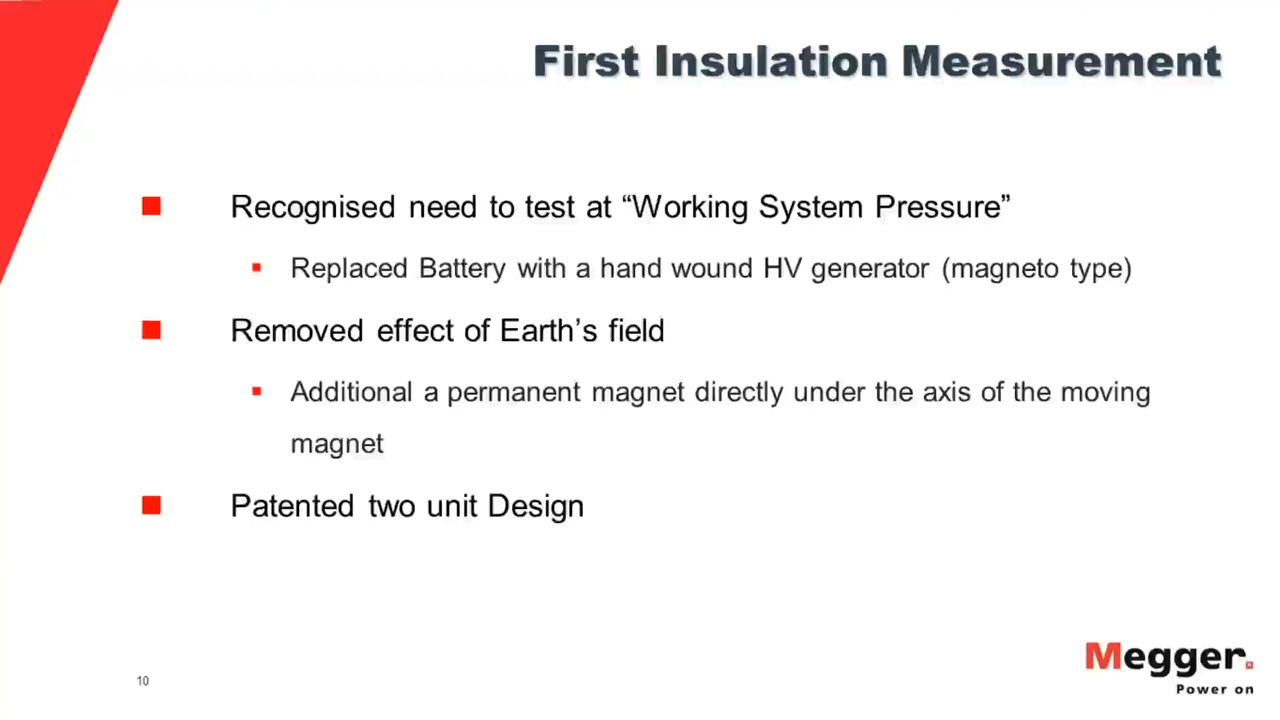 First Insulation Measurement
Recognised need to test at “Working System Pressure”
Replaced Battery with a hand wound HV generator (magneto type)
Removed effect of Earth’s field
Additional a permanent magnet directly under the axis of the moving
magnet
Patented two unit Design
10
Megger
Power on